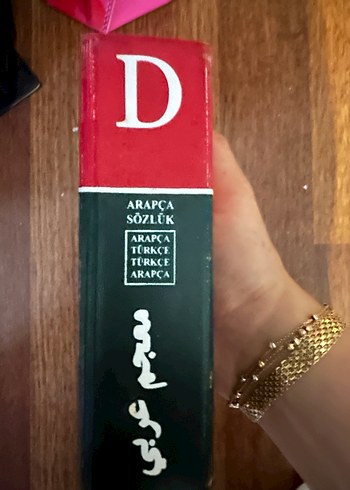 D
ARAPÇA
SÖZLÜK
ARAPÇA
TÜRKÇE
TÜRKÇE
ARAPÇA
معجم عربي